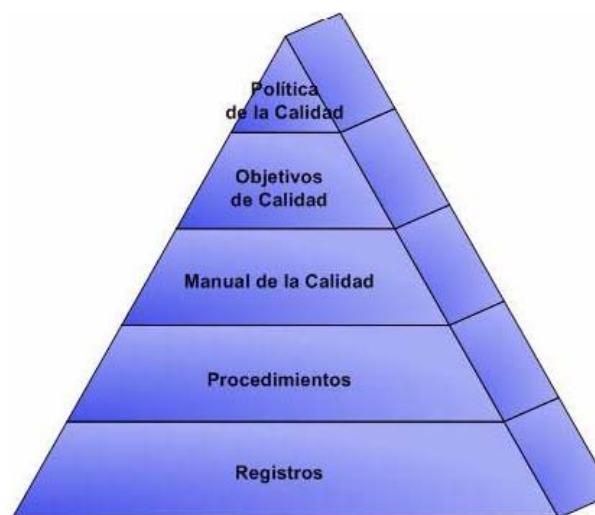 Política
de la Calidad
Objetivos
de Calidad
Manual de la Calidad
Procedimientos
Registros